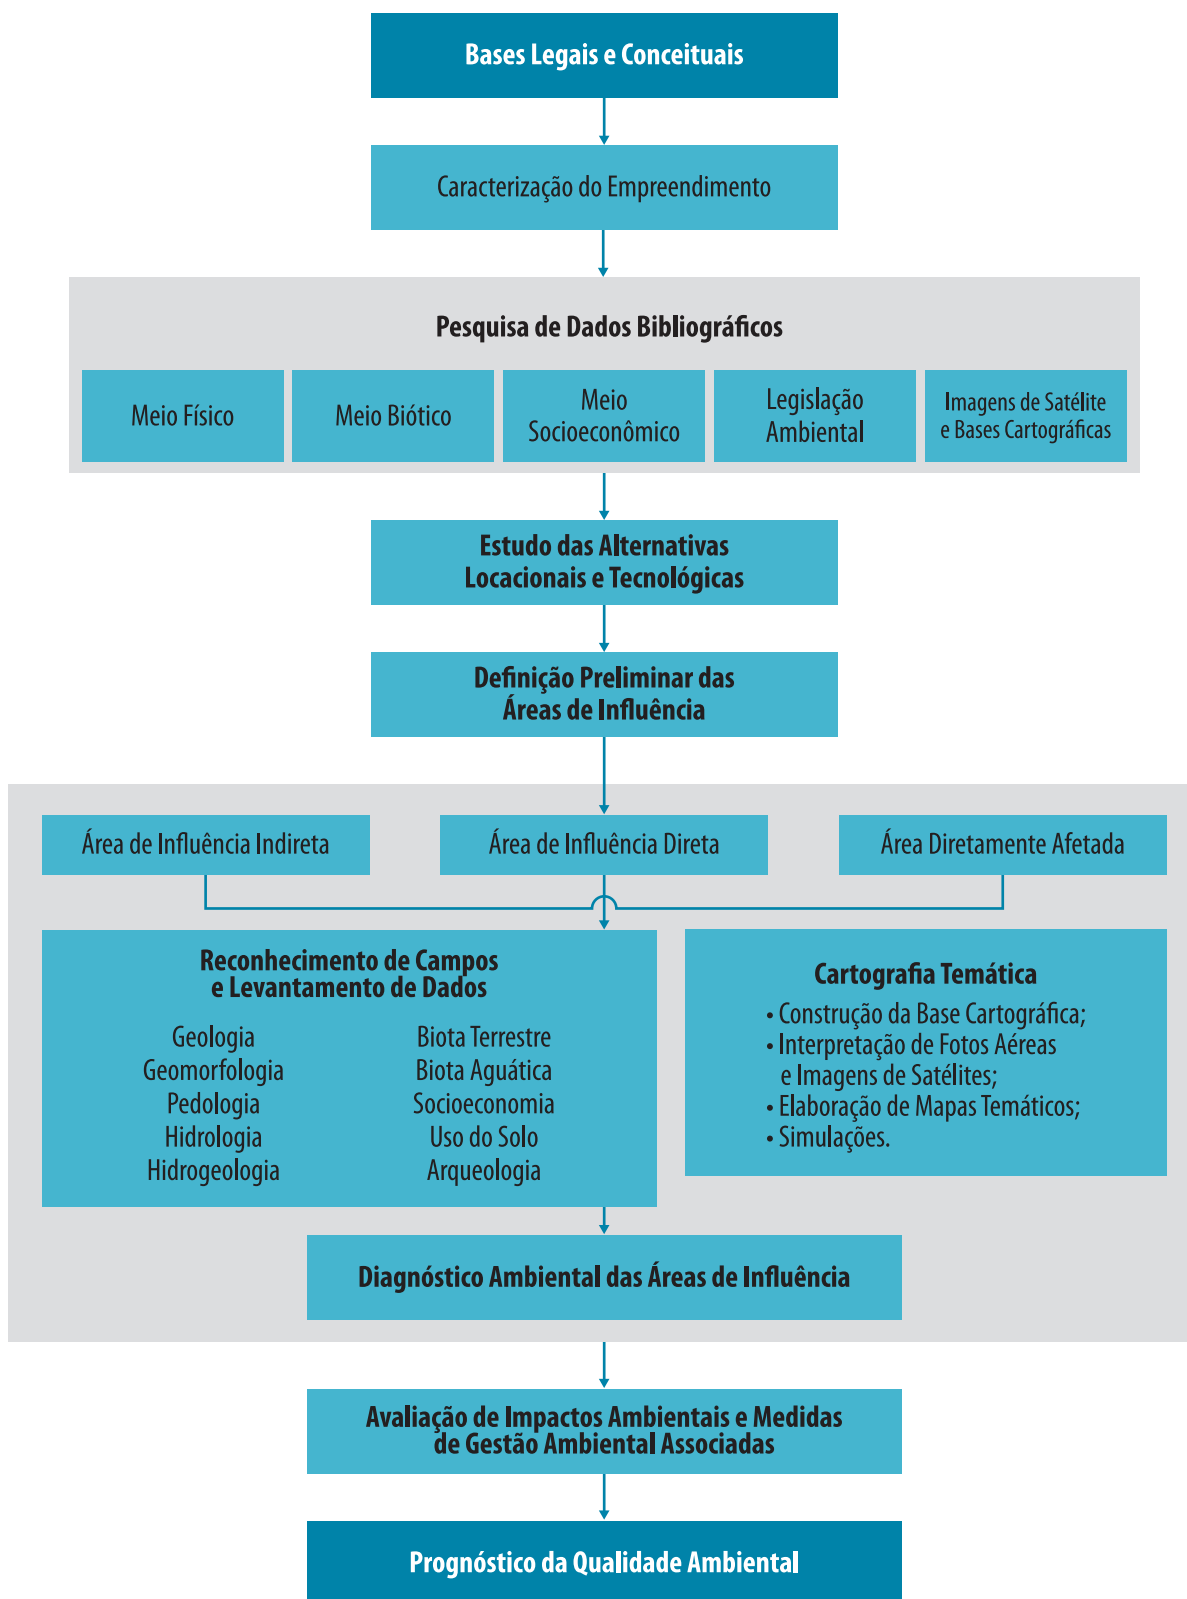 Bases Legais e Conceituais
Caracterização do Empreendimento
Pesquisa de Dados Bibliográficos
Meio Físico
Meio Biótico
Meio
Socioeconômico
Legislação
Ambiental
Imagens de Satélite
e Bases Cartográficas
Estudo das Alternativas
Locacionais e Tecnológicas
Definição Preliminar das
Áreas de Influência
Área de Influência Indireta
Área de Influência Direta
Área Diretamente Afetada
Reconhecimento de Campos
e Levantamento de Dados
Geologia
Geomorfologia
Pedologia
Hidrologia
Hidrogeologia
Biota Terrestre
Biota Aguática
Socioeconomia
Uso do Solo
Arqueologia
Cartografia Temática
• Construção da Base Cartográfica;
• Interpretação de Fotos Aéreas
e Imagens de Satélites;
• Elaboração de Mapas Temáticos;
• Simulações.
Diagnóstico Ambiental das Áreas de Influência
Avaliação de Impactos Ambientais e Medidas
de Gestão Ambiental Associadas
Prognóstico da Qualidade Ambiental